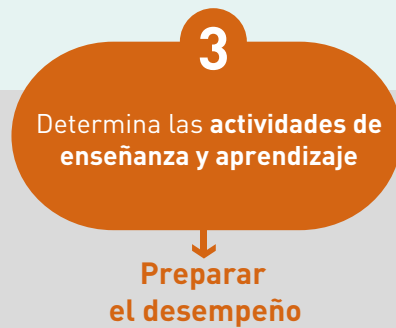 3
Determina las actividades de
enseñanza y aprendizaje
Preparar
el desempeño